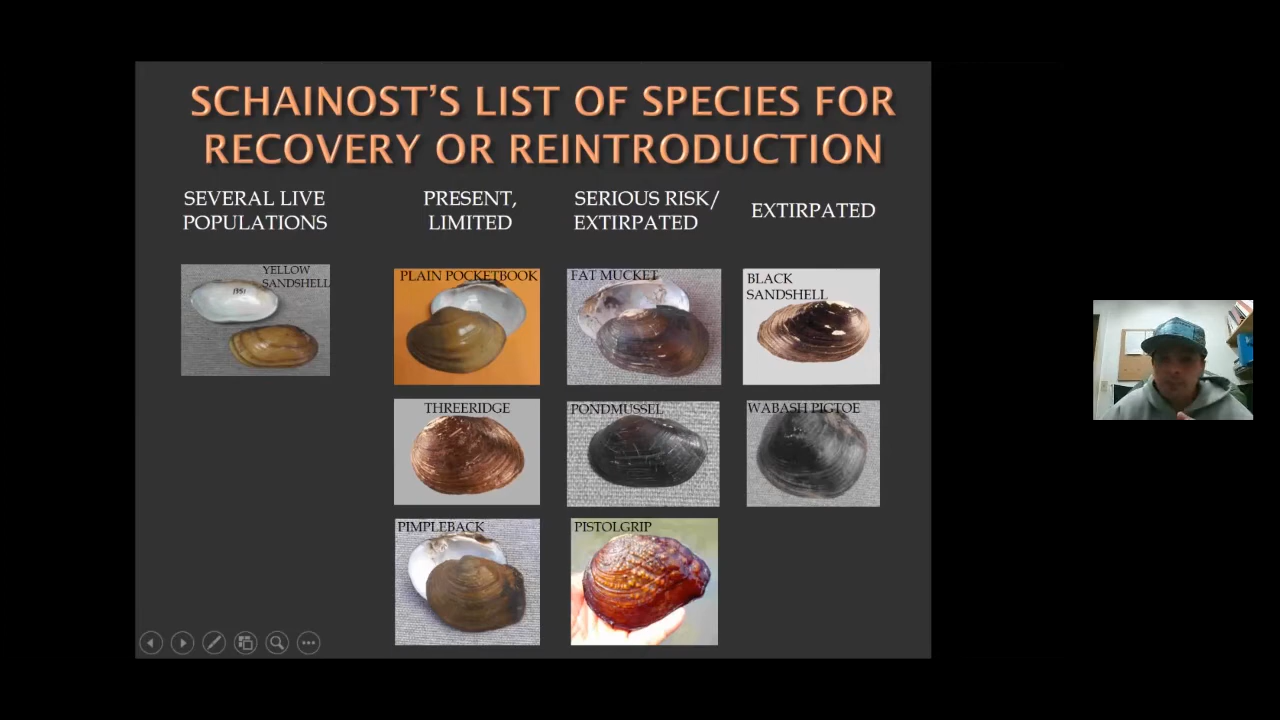 SCHAINOST'S LIST OF SPECIES FOR
RECOVERY OR REINTRODUCTION
SEVERAL LIVE
POPULATIONS
PRESENT,
LIMITED
SERIOUS RISK/
EXTIRPATED
EXTIRPATED
YELLOW
SANDSHELL
1351
PLAIN POCKETBOOK
FAT MUCKET
BLACK
SANDSHELL
THREERIDGE
PONDMUSSEL
WABASH PIGTOE
PIMPLEBACK
PISTOLGRIP